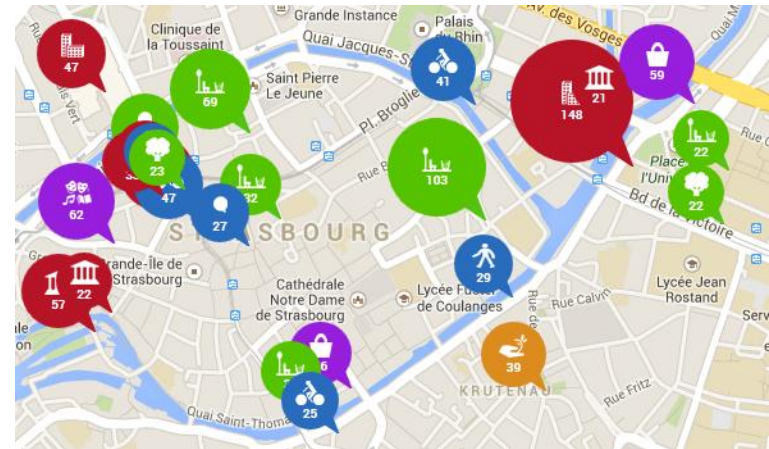 Grande Instance
Palais
du Rhin
Av. des Vosges
Clinique de
la Toussaint
Quai Jacques-St
47
69
Saint Pierre
Le Jeune
41
59
21
148
Pl. Broglie
22
Place
l'Univ
103
23
32
47
62
27
22
Bd de la Victoire
STRASBOURG
Grande-Île de
Strasbourg
57
22
29
Lycée Jean
Rostand
Cathédrale
Notre Dame
de Strasbourg
Lycée Fu
de Coulanges
Rue Calvin
Rue de
39
KRUTENAU
Rue Fritz
25
Quai Saint-Thoma